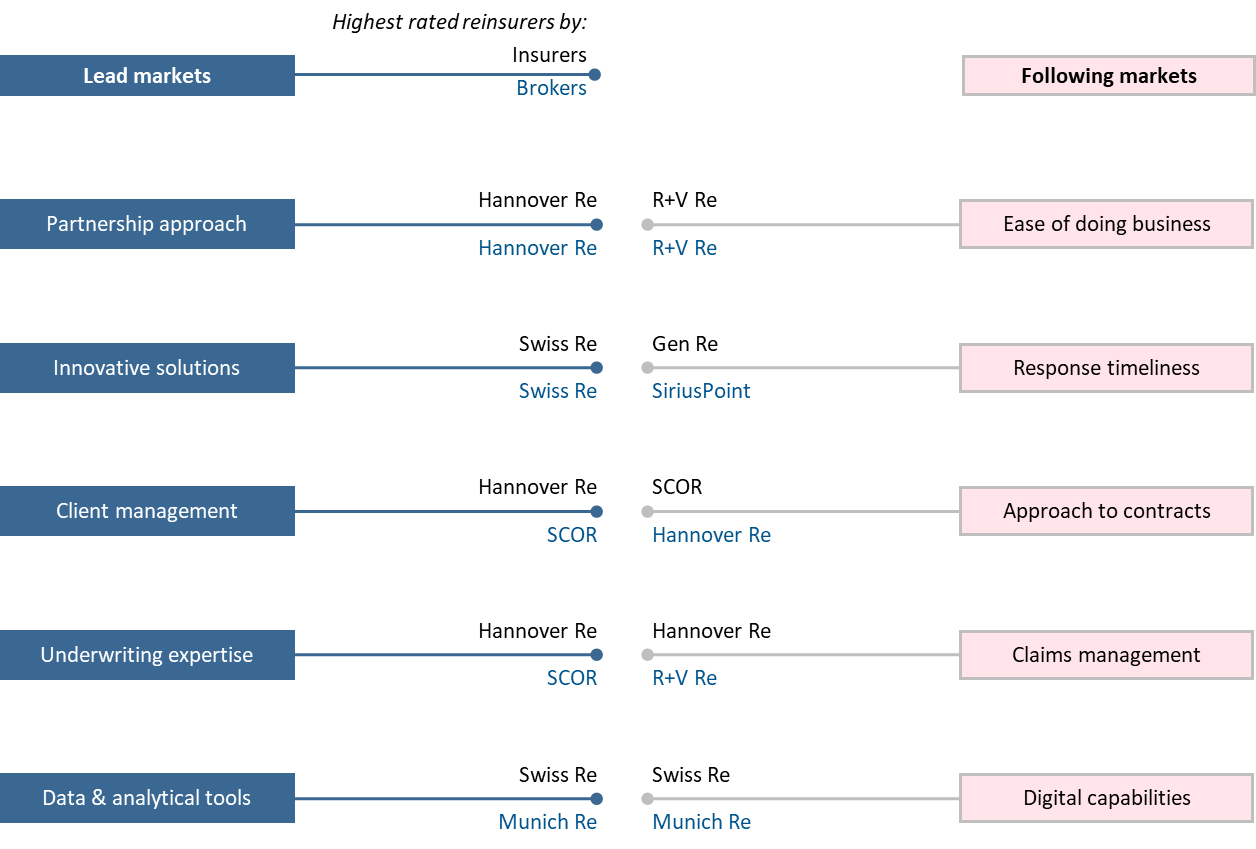 Highest rated reinsurers by:
Lead markets
Insurers
Brokers
Following markets
Partnership approach
Hannover Re
Hannover Re
R+V Re
R+V Re
Ease of doing business
Innovative solutions
Swiss Re
Swiss Re
Gen Re
SiriusPoint
Response timeliness
Client management
Hannover Re
SCOR
SCOR
Hannover Re
Approach to contracts
Underwriting expertise
Hannover Re
SCOR
Hannover Re
R+V Re
Claims management
Data & analytical tools
Swiss Re
Munich Re
Swiss Re
Munich Re
Digital capabilities